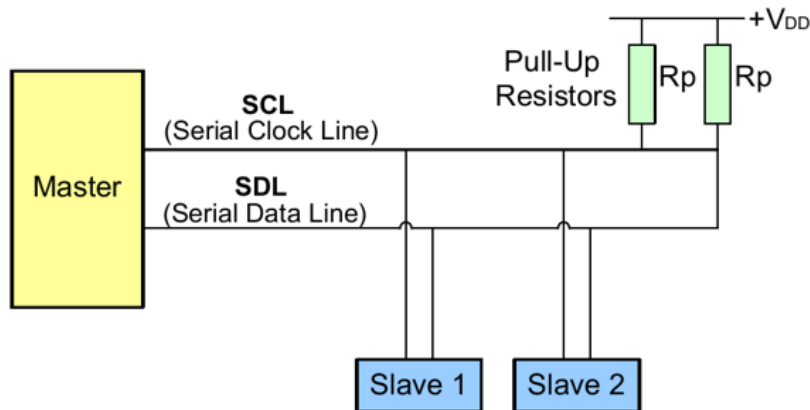 +VDD
Pull-Up
Resistors
Rp
Rp
SCL
(Serial Clock Line)
Master
SDL
(Serial Data Line)
Slave 1
Slave 2